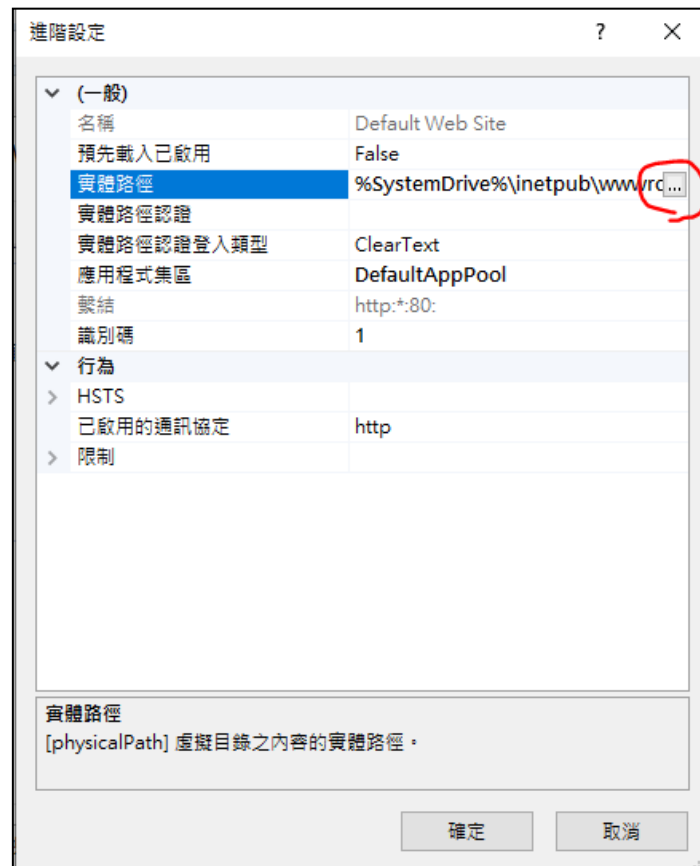 進階設定 ?
(一般)
名稱 Default Web Site
預先載入已啟用 False
實體路徑 %SystemDrive%\inetpub\wwwro ...
實體路徑認證
實體路徑認證登入類型 ClearText
應用程式集區 DefaultAppPool
繫結 http:*:80:
識別碼 1
行為
HSTS
已啟用的通訊協定 http
限制
實體路徑
[physicalPath] 虛擬目錄之內容的實體路徑。
確定 取消